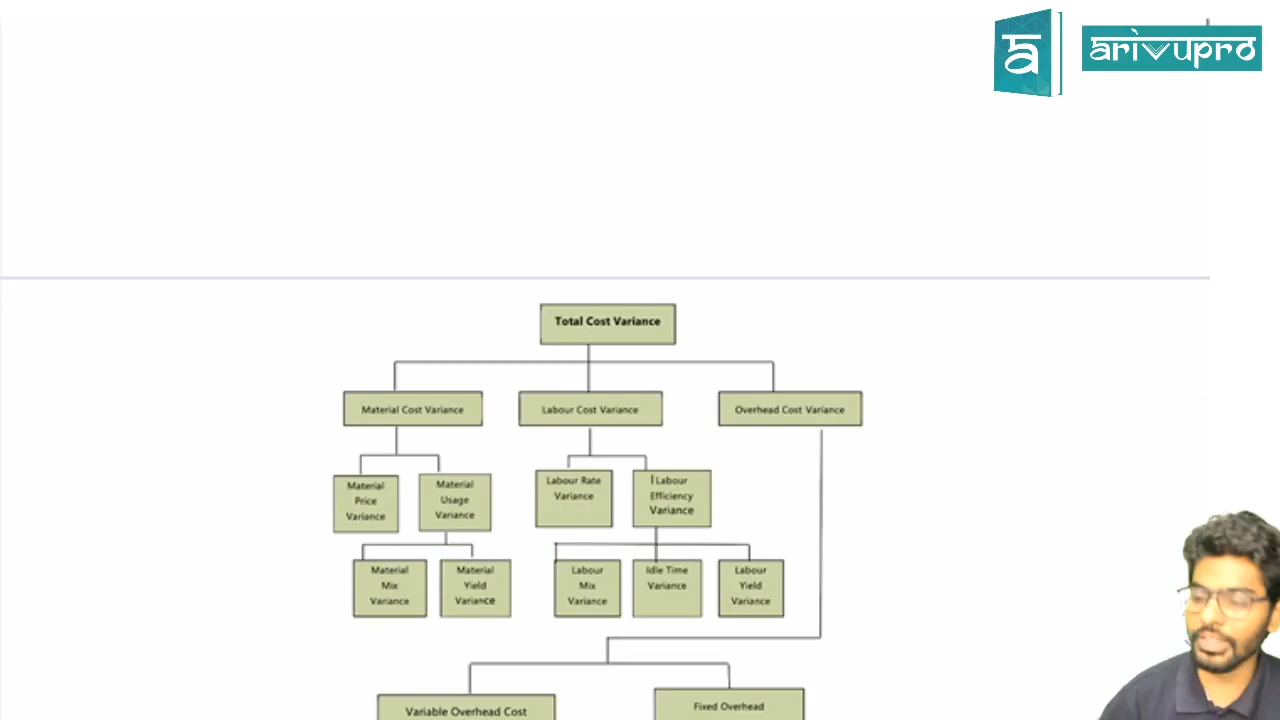 arivupro
Total Cost Variance
Material Cost Variance
Labour Cost Variance
Overhead Cost Variance
Material
Price
Variance
Material
Usage
Variance
Labour Rate
Variance
Labour
Efficiency
Variance
Material
Mix
Variance
Material
Yield
Variance
Labour
Mix
Variance
Idle Time
Variance
Labour
Yield
Variance
Variable Overhead Cost
Fixed Overhead